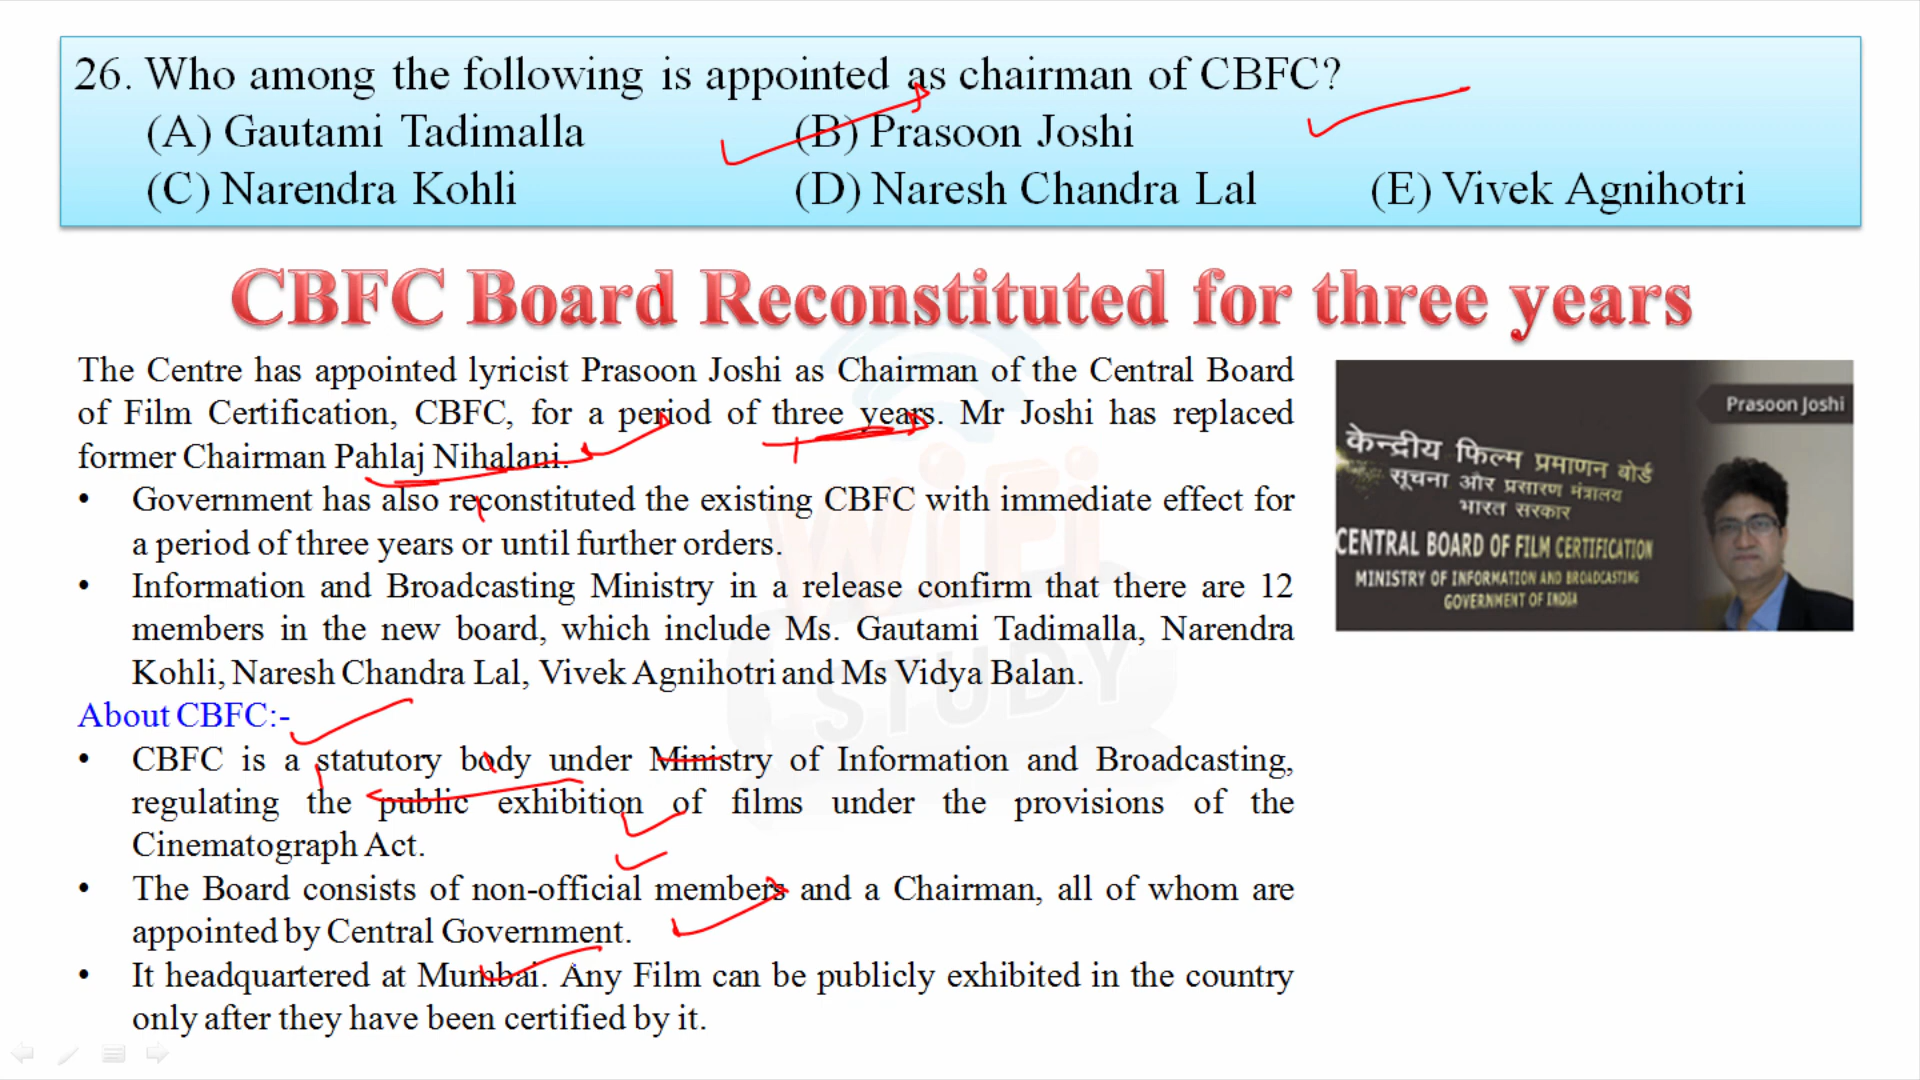 26. Who among the following is appointed as chairman of CBFC?
(A) Gautami Tadimalla (B) Prasoon Joshi
(C) Narendra Kohli (D) Naresh Chandra Lal (E) Vivek Agnihotri
CBFC Board Reconstituted for three years
The Centre has appointed lyricist Prasoon Joshi as Chairman of the Central Board
of Film Certification, CBFC, for a period of three years. Mr Joshi has replaced
former Chairman Pahlaj Nihalani.
• Government has also reconstituted the existing CBFC with immediate effect for
a period of three years or until further orders.
• Information and Broadcasting Ministry in a release confirm that there are 12
members in the new board, which include Ms. Gautami Tadimalla, Narendra
Kohli, Naresh Chandra Lal, Vivek Agnihotri and Ms Vidya Balan.
About CBFC:-
• CBFC is a statutory body under Ministry of Information and Broadcasting,
regulating the public exhibition of films under the provisions of the
Cinematograph Act.
• The Board consists of non-official members and a Chairman, all of whom are
appointed by Central Government.
• It headquartered at Mumbai. Any Film can be publicly exhibited in the country
only after they have been certified by it.
Prasoon Joshi
केन्द्रीय फिल्म प्रमाणन बोर्ड
सूचना और प्रसारण मंत्रालय
भारत सरकार
CENTRAL BOARD OF FILM CERTIFICATION
MINISTRY OF INFORMATION AND BROADCASTING
GOVERNMENT OF INDIA
WiFi
STUDY